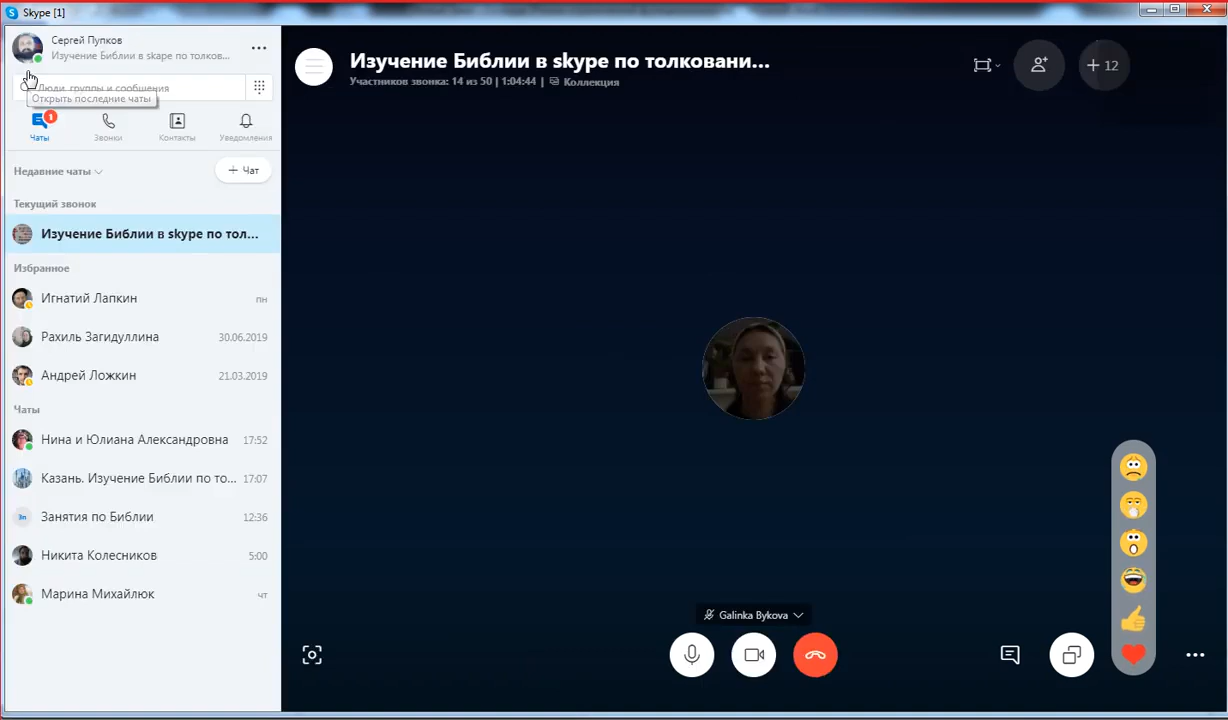 Skype [1]
Сергей Пупков
Изучение Библии в skape по толков...
Люди, группы и сообщения
Открыть последние чаты
1
Чаты
Звонки
Контакты
Уведомления
Недавние чаты
+ Чат
Текущий звонок
Изучение Библии в skype по тол...
Избранное
Игнатий Лапкин пн
Рахиль Загидуллина 30.06.2019
Андрей Ложкин 21.03.2019
Чаты
Нина и Юлиана Александровна 17:52
Казань. Изучение Библии по то... 17:07
Зп Занятия по Библии 12:36
Никита Колесников 5:00
Марина Михайлюк чт
Изучение Библии в skype по толковани...
Участников звонка: 14 из 50 | 1:04:44 | Коллекция
+ 12
Galinka Bykova